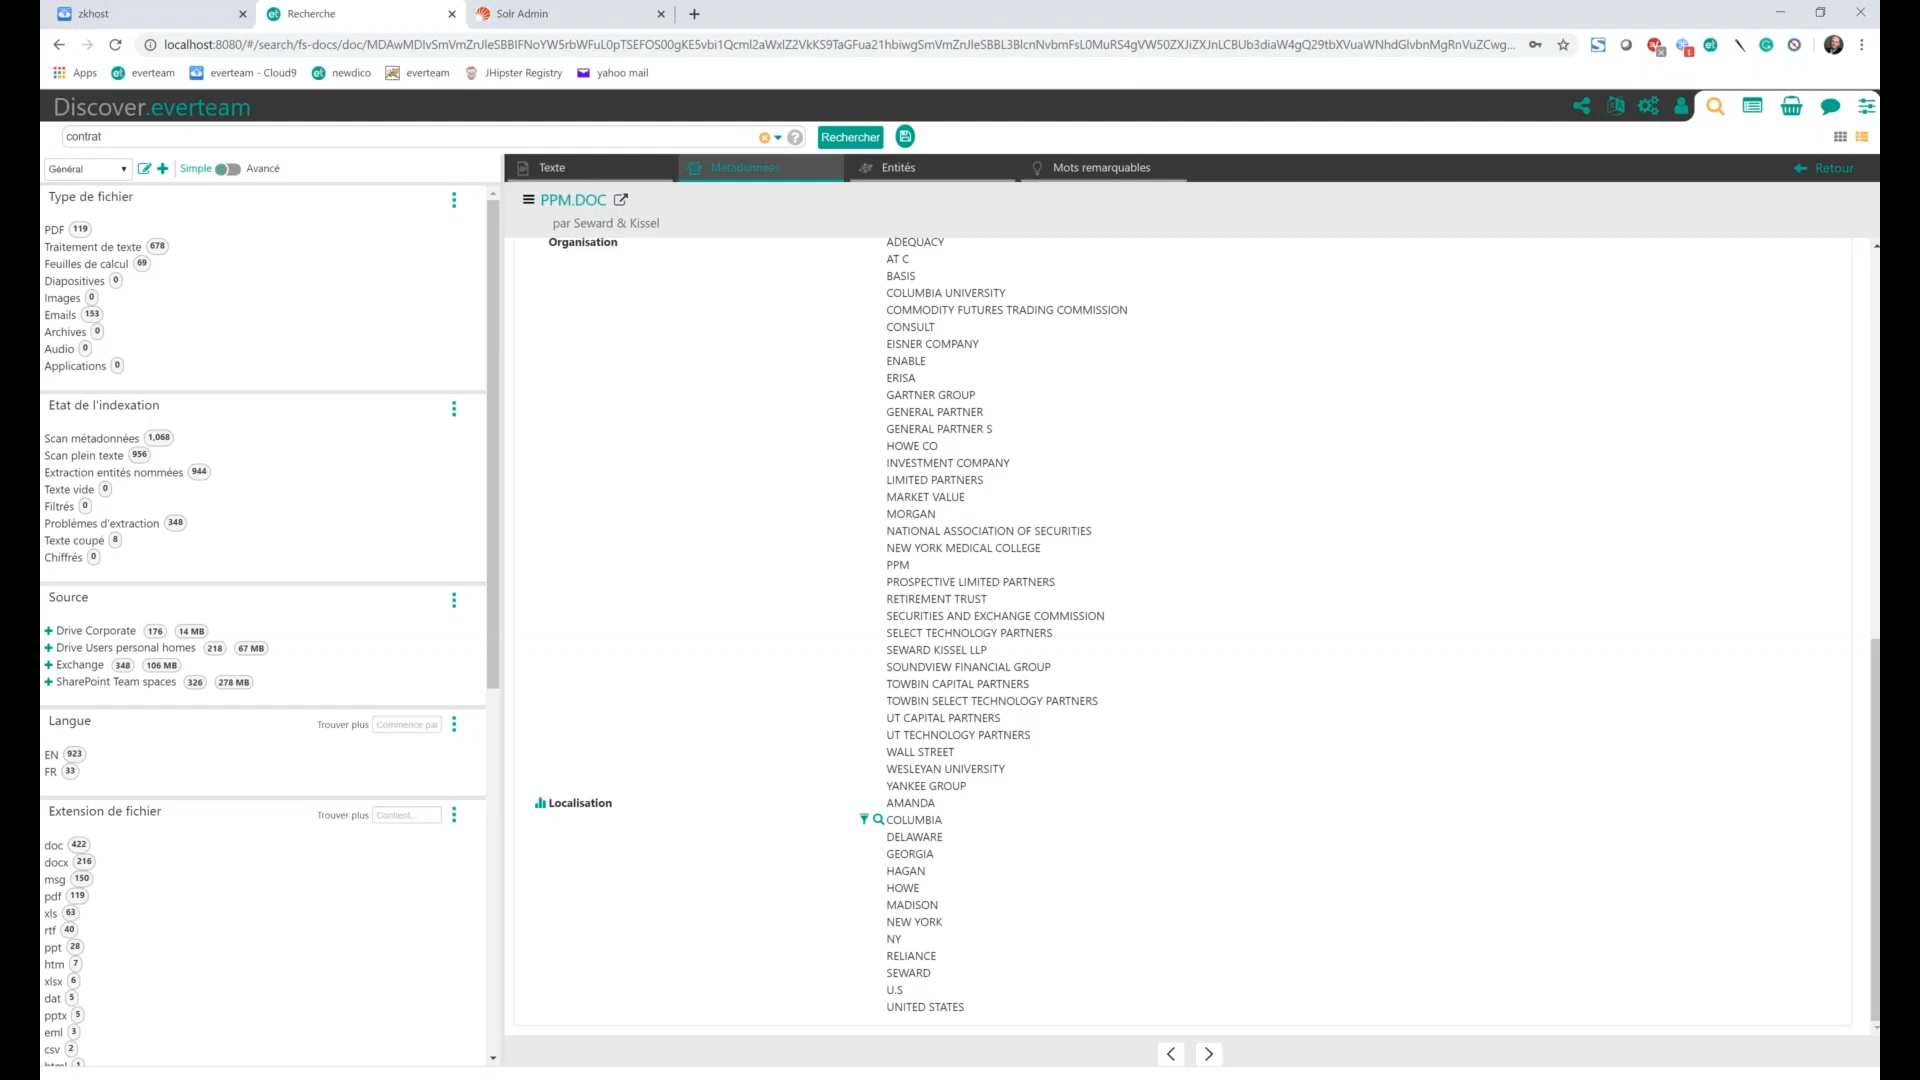 zkhost
Recherche
Solr Admin
Apps
everteam
everteam - Cloud9
newdico
everteam
JHipster Registry
yahoo mail
Discover.everteam
contrat
Rechercher
Général
Simple
Avancé
Texte
Métadonnées
Entités
Mots remarquables
Retour
Type de fichier
PDF 119
Traitement de texte 678
Feuilles de calcul 69
Diapositives 0
Images 0
Emails 153
Archives 0
Audio 0
Applications 0
Etat de l'indexation
Scan métadonnées 1,068
Scan plein texte 956
Extraction entités nommées 944
Texte vide 0
Filtrés 0
Problèmes d'extraction 348
Texte coupé 8
Chiffrés 0
Source
Drive Corporate 176 14 MB
Drive Users personal homes 218 67 MB
Exchange 348 106 MB
SharePoint Team spaces 326 278 MB
Langue
Trouver plus Commence par
EN 923
FR 33
Extension de fichier
Trouver plus Contient...
doc 422
docx 216
msg 150
pdf 119
xls 63
rtf 40
ppt 28
htm 7
xlsx 6
dat 5
pptx 5
eml 3
csv 2
html 1
PPM.DOC
par Seward & Kissel
Organisation
ADEQUACY
AT C
BASIS
COLUMBIA UNIVERSITY
COMMODITY FUTURES TRADING COMMISSION
CONSULT
EISNER COMPANY
ENABLE
ERISA
GARTNER GROUP
GENERAL PARTNER
GENERAL PARTNER S
HOWE CO
INVESTMENT COMPANY
LIMITED PARTNERS
MARKET VALUE
MORGAN
NATIONAL ASSOCIATION OF SECURITIES
NEW YORK MEDICAL COLLEGE
PPM
PROSPECTIVE LIMITED PARTNERS
RETIREMENT TRUST
SECURITIES AND EXCHANGE COMMISSION
SELECT TECHNOLOGY PARTNERS
SEWARD KISSEL LLP
SOUNDVIEW FINANCIAL GROUP
TOWBIN CAPITAL PARTNERS
TOWBIN SELECT TECHNOLOGY PARTNERS
UT CAPITAL PARTNERS
UT TECHNOLOGY PARTNERS
WALL STREET
WESLEYAN UNIVERSITY
YANKEE GROUP
Localisation
AMANDA
COLUMBIA
DELAWARE
GEORGIA
HAGAN
HOWE
MADISON
NEW YORK
NY
RELIANCE
SEWARD
U.S
UNITED STATES